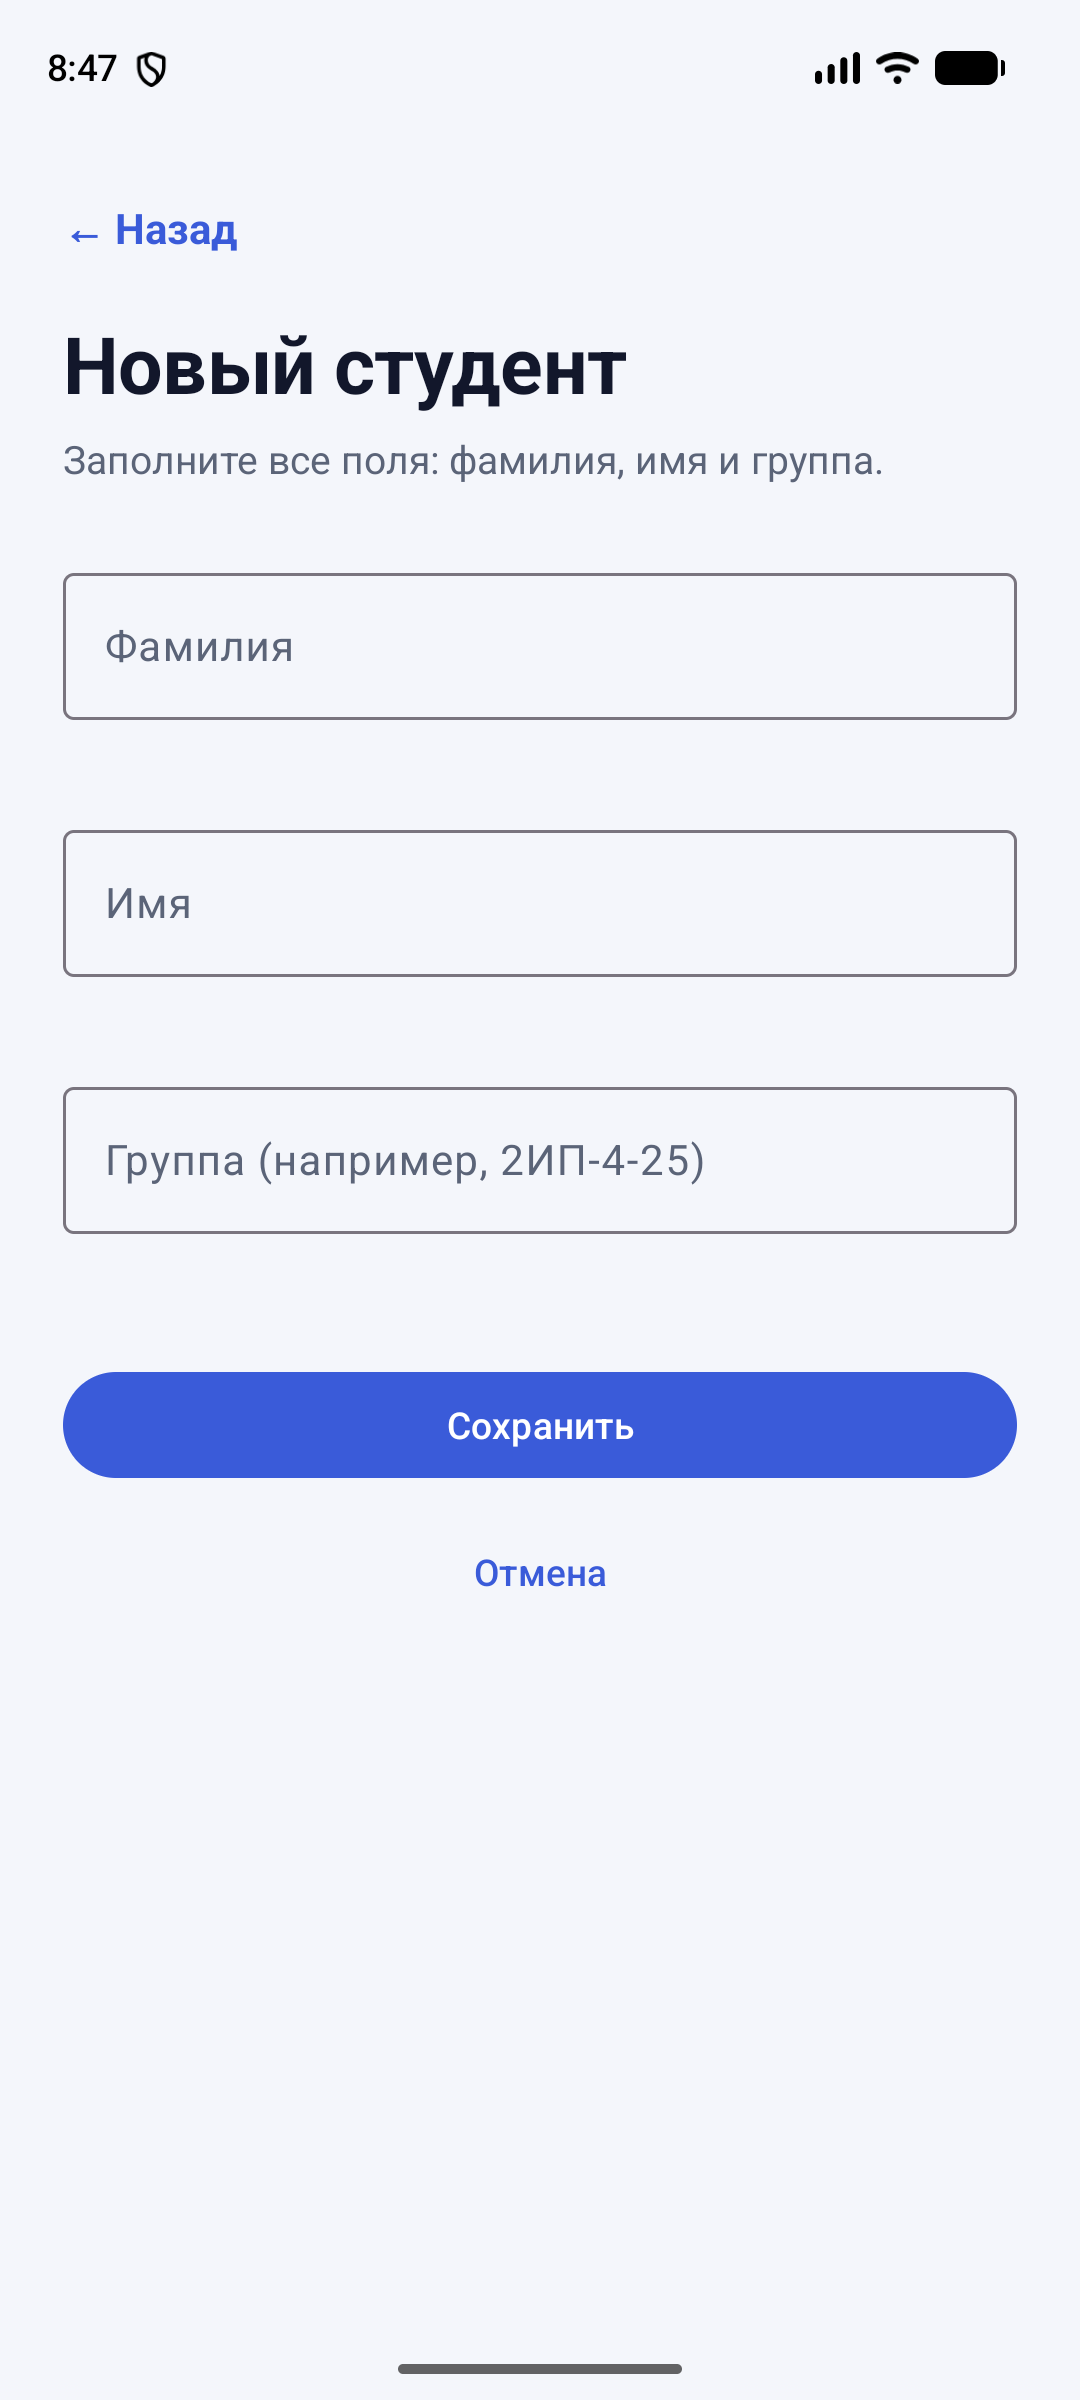 8:47
← Назад
Новый студент
Заполните все поля: фамилия, имя и группа.
Фамилия
Имя
Группа (например, 2ИП-4-25)
Сохранить
Отмена